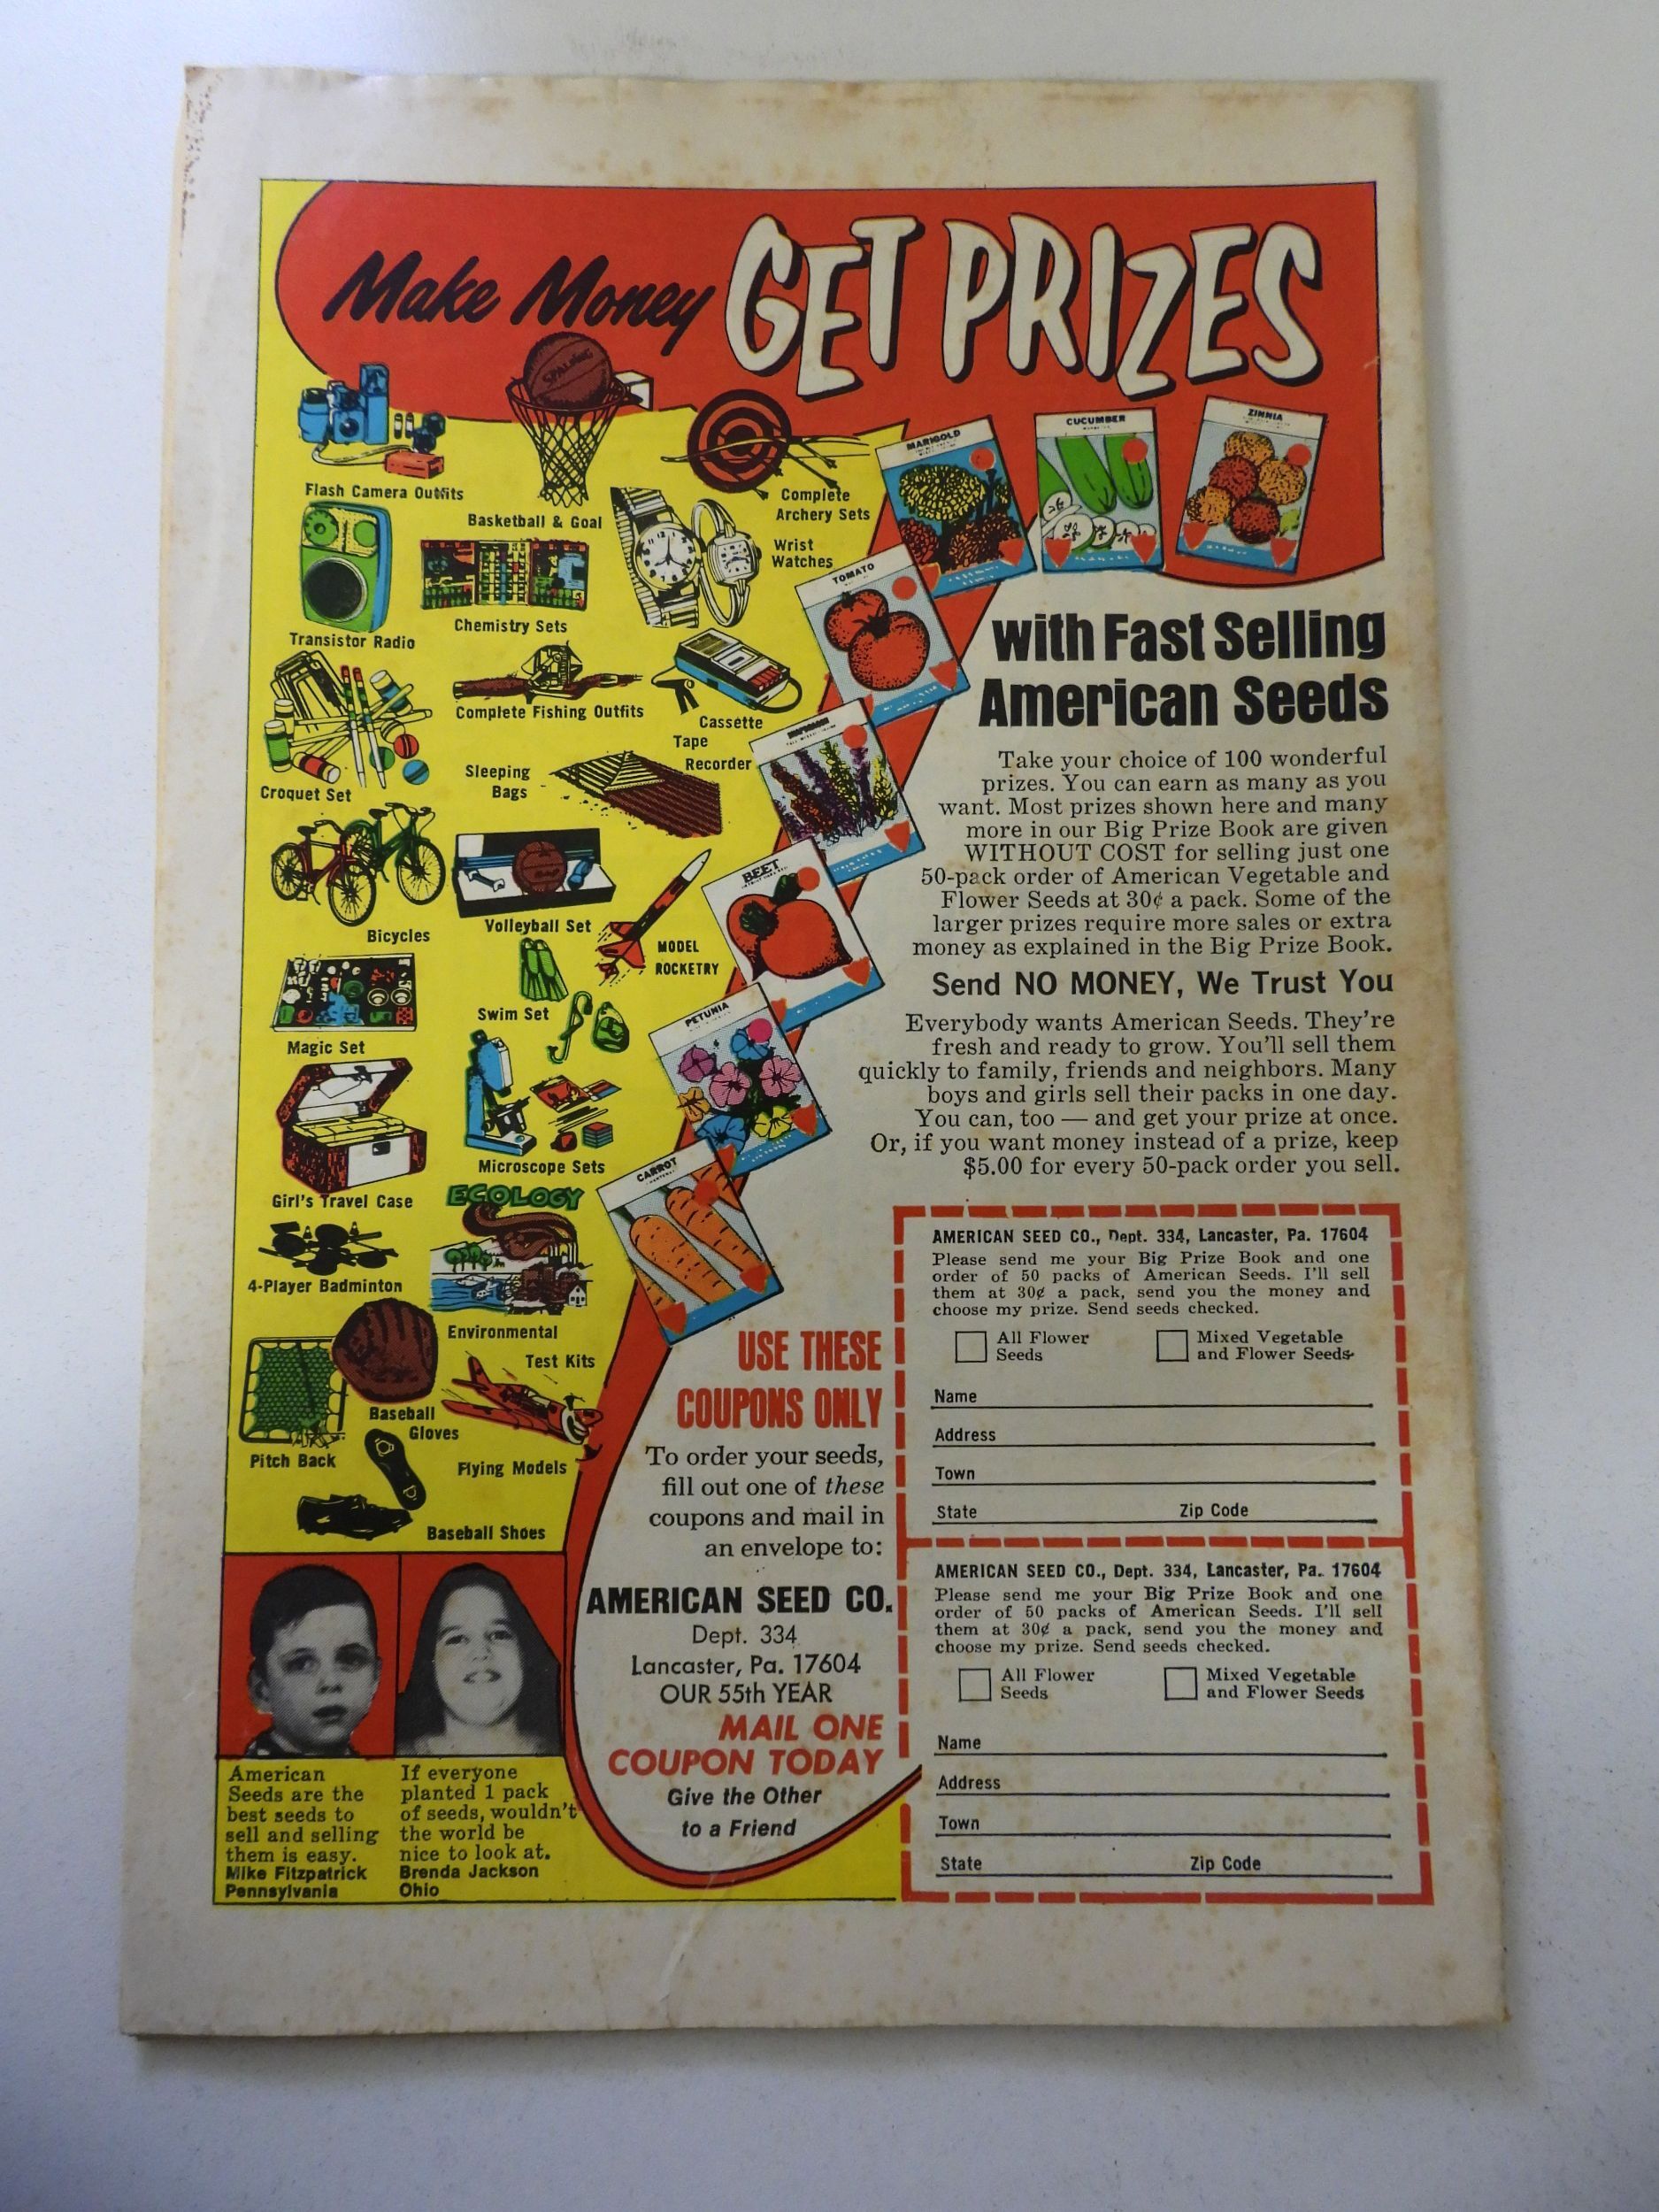 Make Money GET PRIZES
SPALDING
Flash Camera Outfits
Basketball & Goal
Complete
Archery Sets
Wrist
Watches
Transistor Radio
Chemistry Sets
Complete Fishing Outfits
Cassette
Tape
Recorder
Croquet Set
Sleeping
Bags
Bicycles
Volleyball Set
MODEL
ROCKETRY
Swim Set
Magic Set
Microscope Sets
Girl's Travel Case
ECOLOGY
4-Player Badminton
Environmental
Test Kits
Baseball
Gloves
Pitch Back
Flying Models
Baseball Shoes
MARIGOLD
CUCUMBER
ZINNIA
TOMATO
BEET
PETUNIA
CARROT
with Fast Selling
American Seeds
Take your choice of 100 wonderful
prizes. You can earn as many as you
want. Most prizes shown here and many
more in our Big Prize Book are given
WITHOUT COST for selling just one
50-pack order of American Vegetable and
Flower Seeds at 30¢ a pack. Some of the
larger prizes require more sales or extra
money as explained in the Big Prize Book.
Send NO MONEY, We Trust You
Everybody wants American Seeds. They're
fresh and ready to grow. You'll sell them
quickly to family, friends and neighbors. Many
boys and girls sell their packs in one day.
You can, too — and get your prize at once.
Or, if you want money instead of a prize, keep
$5.00 for every 50-pack order you sell.
USE THESE
COUPONS ONLY
To order your seeds,
fill out one of these
coupons and mail in
an envelope to:
AMERICAN SEED CO.
Dept. 334
Lancaster, Pa. 17604
OUR 55th YEAR
MAIL ONE
COUPON TODAY
Give the Other
to a Friend
AMERICAN SEED CO., Dept. 334, Lancaster, Pa. 17604
Please send me your Big Prize Book and one
order of 50 packs of American Seeds. I'll sell
them at 30¢ a pack, send you the money and
choose my prize. Send seeds checked.
All Flower
Seeds
Mixed Vegetable
and Flower Seeds
Name
Address
Town
State Zip Code
AMERICAN SEED CO., Dept. 334, Lancaster, Pa. 17604
Please send me your Big Prize Book and one
order of 50 packs of American Seeds. I'll sell
them at 30¢ a pack, send you the money and
choose my prize. Send seeds checked.
All Flower
Seeds
Mixed Vegetable
and Flower Seeds
Name
Address
Town
State Zip Code
American
Seeds are the
best seeds to
sell and selling
them is easy.
Mike Fitzpatrick
Pennsylvania
If everyone
planted 1 pack
of seeds, wouldn't
the world be
nice to look at.
Brenda Jackson
Ohio